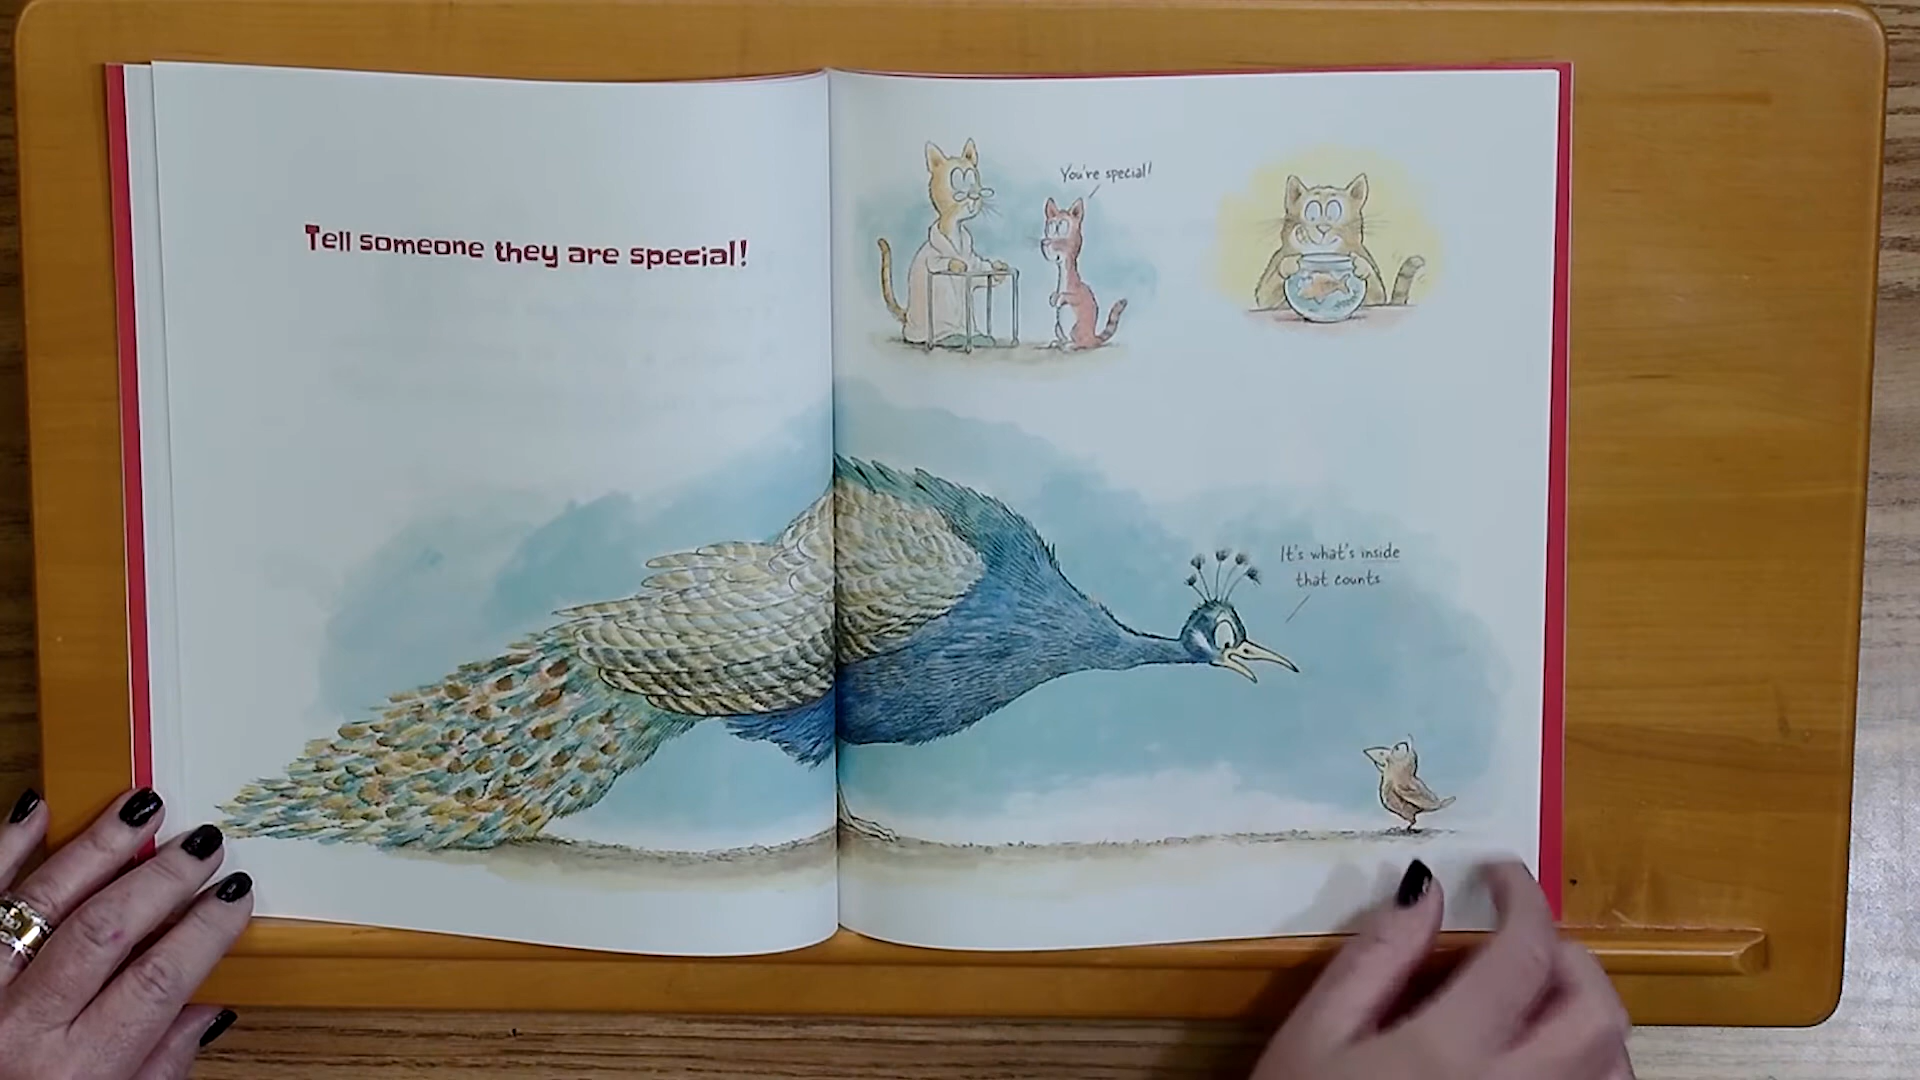 Tell someone they are special!
You're special!
It's what's inside
that counts